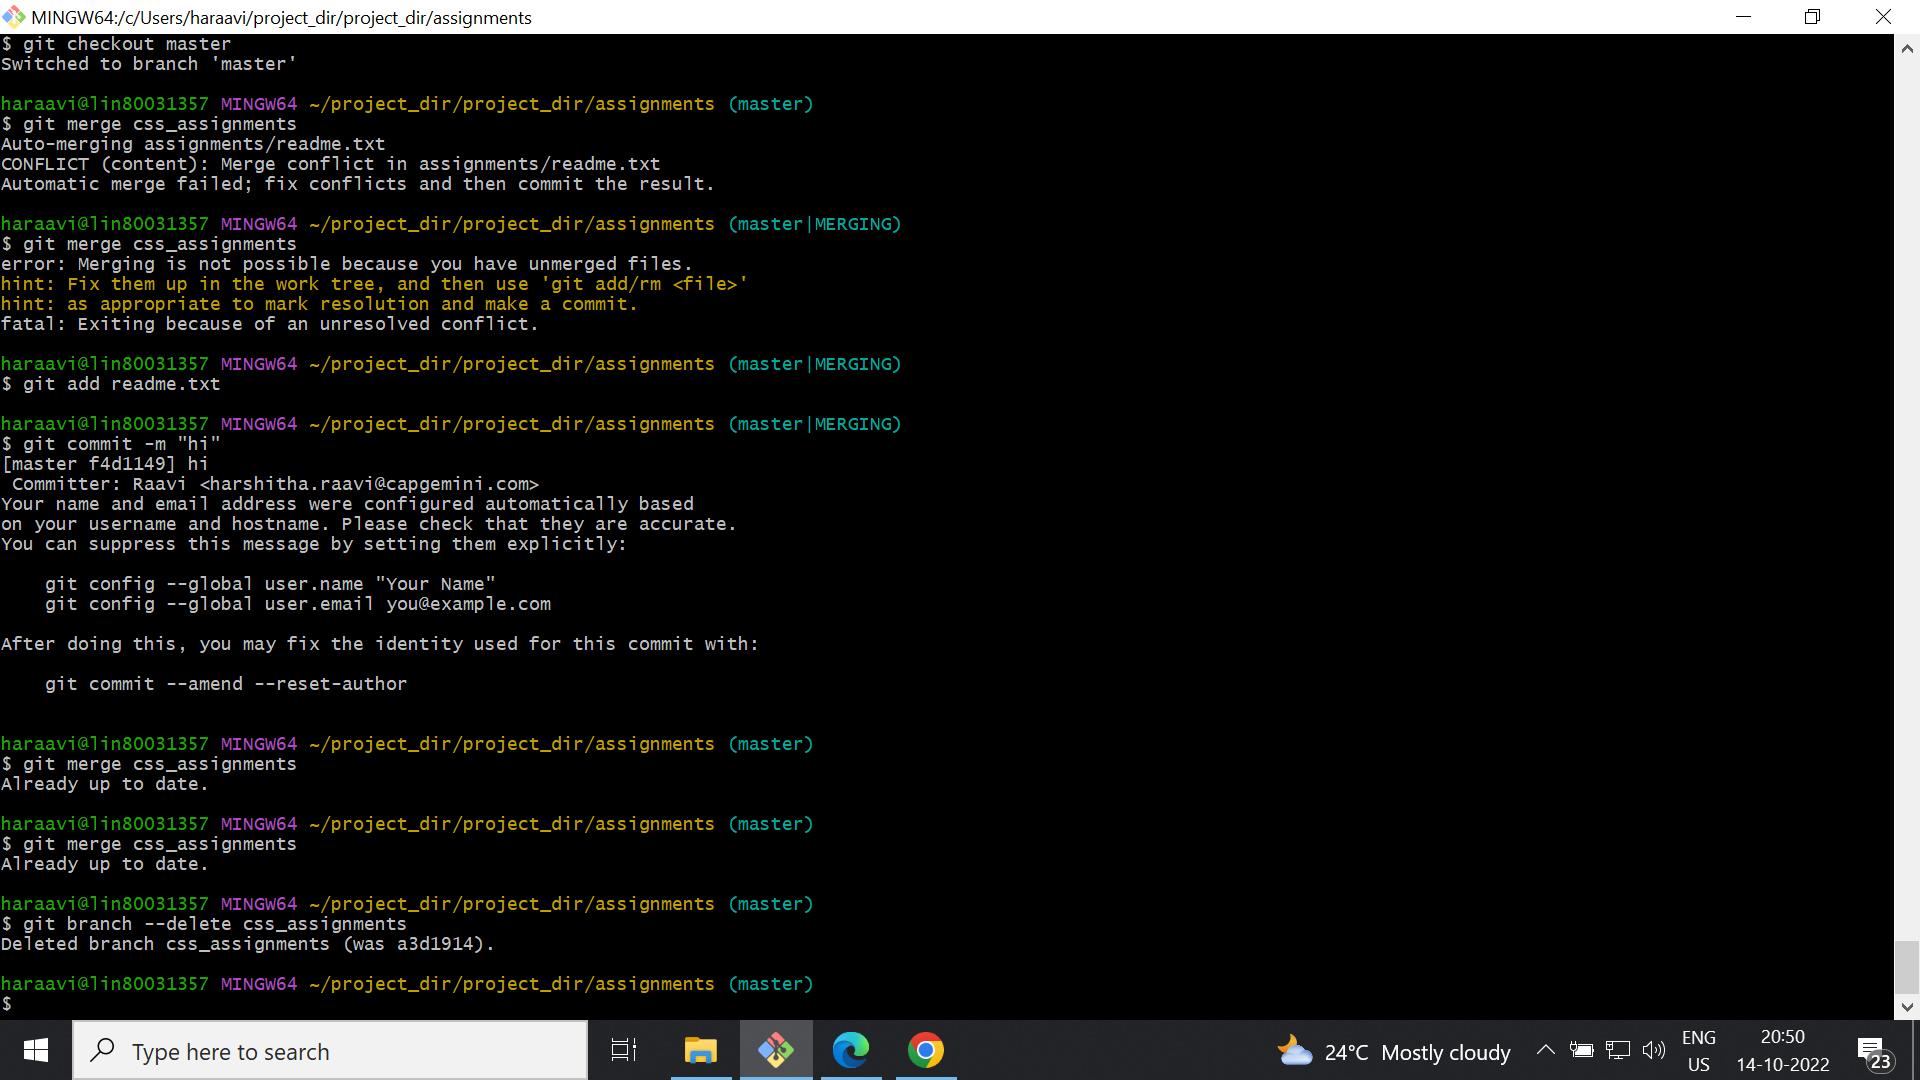 MINGW64:/c/Users/haraavi/project_dir/project_dir/assignments
$ git checkout master
Switched to branch 'master'
haraavi@lin80031357 MINGW64 ~/project_dir/project_dir/assignments (master)
$ git merge css_assignments
Auto-merging assignments/readme.txt
CONFLICT (content): Merge conflict in assignments/readme.txt
Automatic merge failed; fix conflicts and then commit the result.
haraavi@lin80031357 MINGW64 ~/project_dir/project_dir/assignments (master|MERGING)
$ git merge css_assignments
error: Merging is not possible because you have unmerged files.
hint: Fix them up in the work tree, and then use 'git add/rm <file>'
hint: as appropriate to mark resolution and make a commit.
fatal: Exiting because of an unresolved conflict.
haraavi@lin80031357 MINGW64 ~/project_dir/project_dir/assignments (master|MERGING)
$ git add readme.txt
haraavi@lin80031357 MINGW64 ~/project_dir/project_dir/assignments (master|MERGING)
$ git commit -m "hi"
[master f4d1149] hi
 Committer: Raavi <harshitha.raavi@capgemini.com>
Your name and email address were configured automatically based
on your username and hostname. Please check that they are accurate.
You can suppress this message by setting them explicitly:
    git config --global user.name "Your Name"
    git config --global user.email you@example.com
After doing this, you may fix the identity used for this commit with:
    git commit --amend --reset-author
haraavi@lin80031357 MINGW64 ~/project_dir/project_dir/assignments (master)
$ git merge css_assignments
Already up to date.
haraavi@lin80031357 MINGW64 ~/project_dir/project_dir/assignments (master)
$ git merge css_assignments
Already up to date.
haraavi@lin80031357 MINGW64 ~/project_dir/project_dir/assignments (master)
$ git branch --delete css_assignments
Deleted branch css_assignments (was a3d1914).
haraavi@lin80031357 MINGW64 ~/project_dir/project_dir/assignments (master)
$
Type here to search
24°C Mostly cloudy
ENG
US
20:50
14-10-2022
23